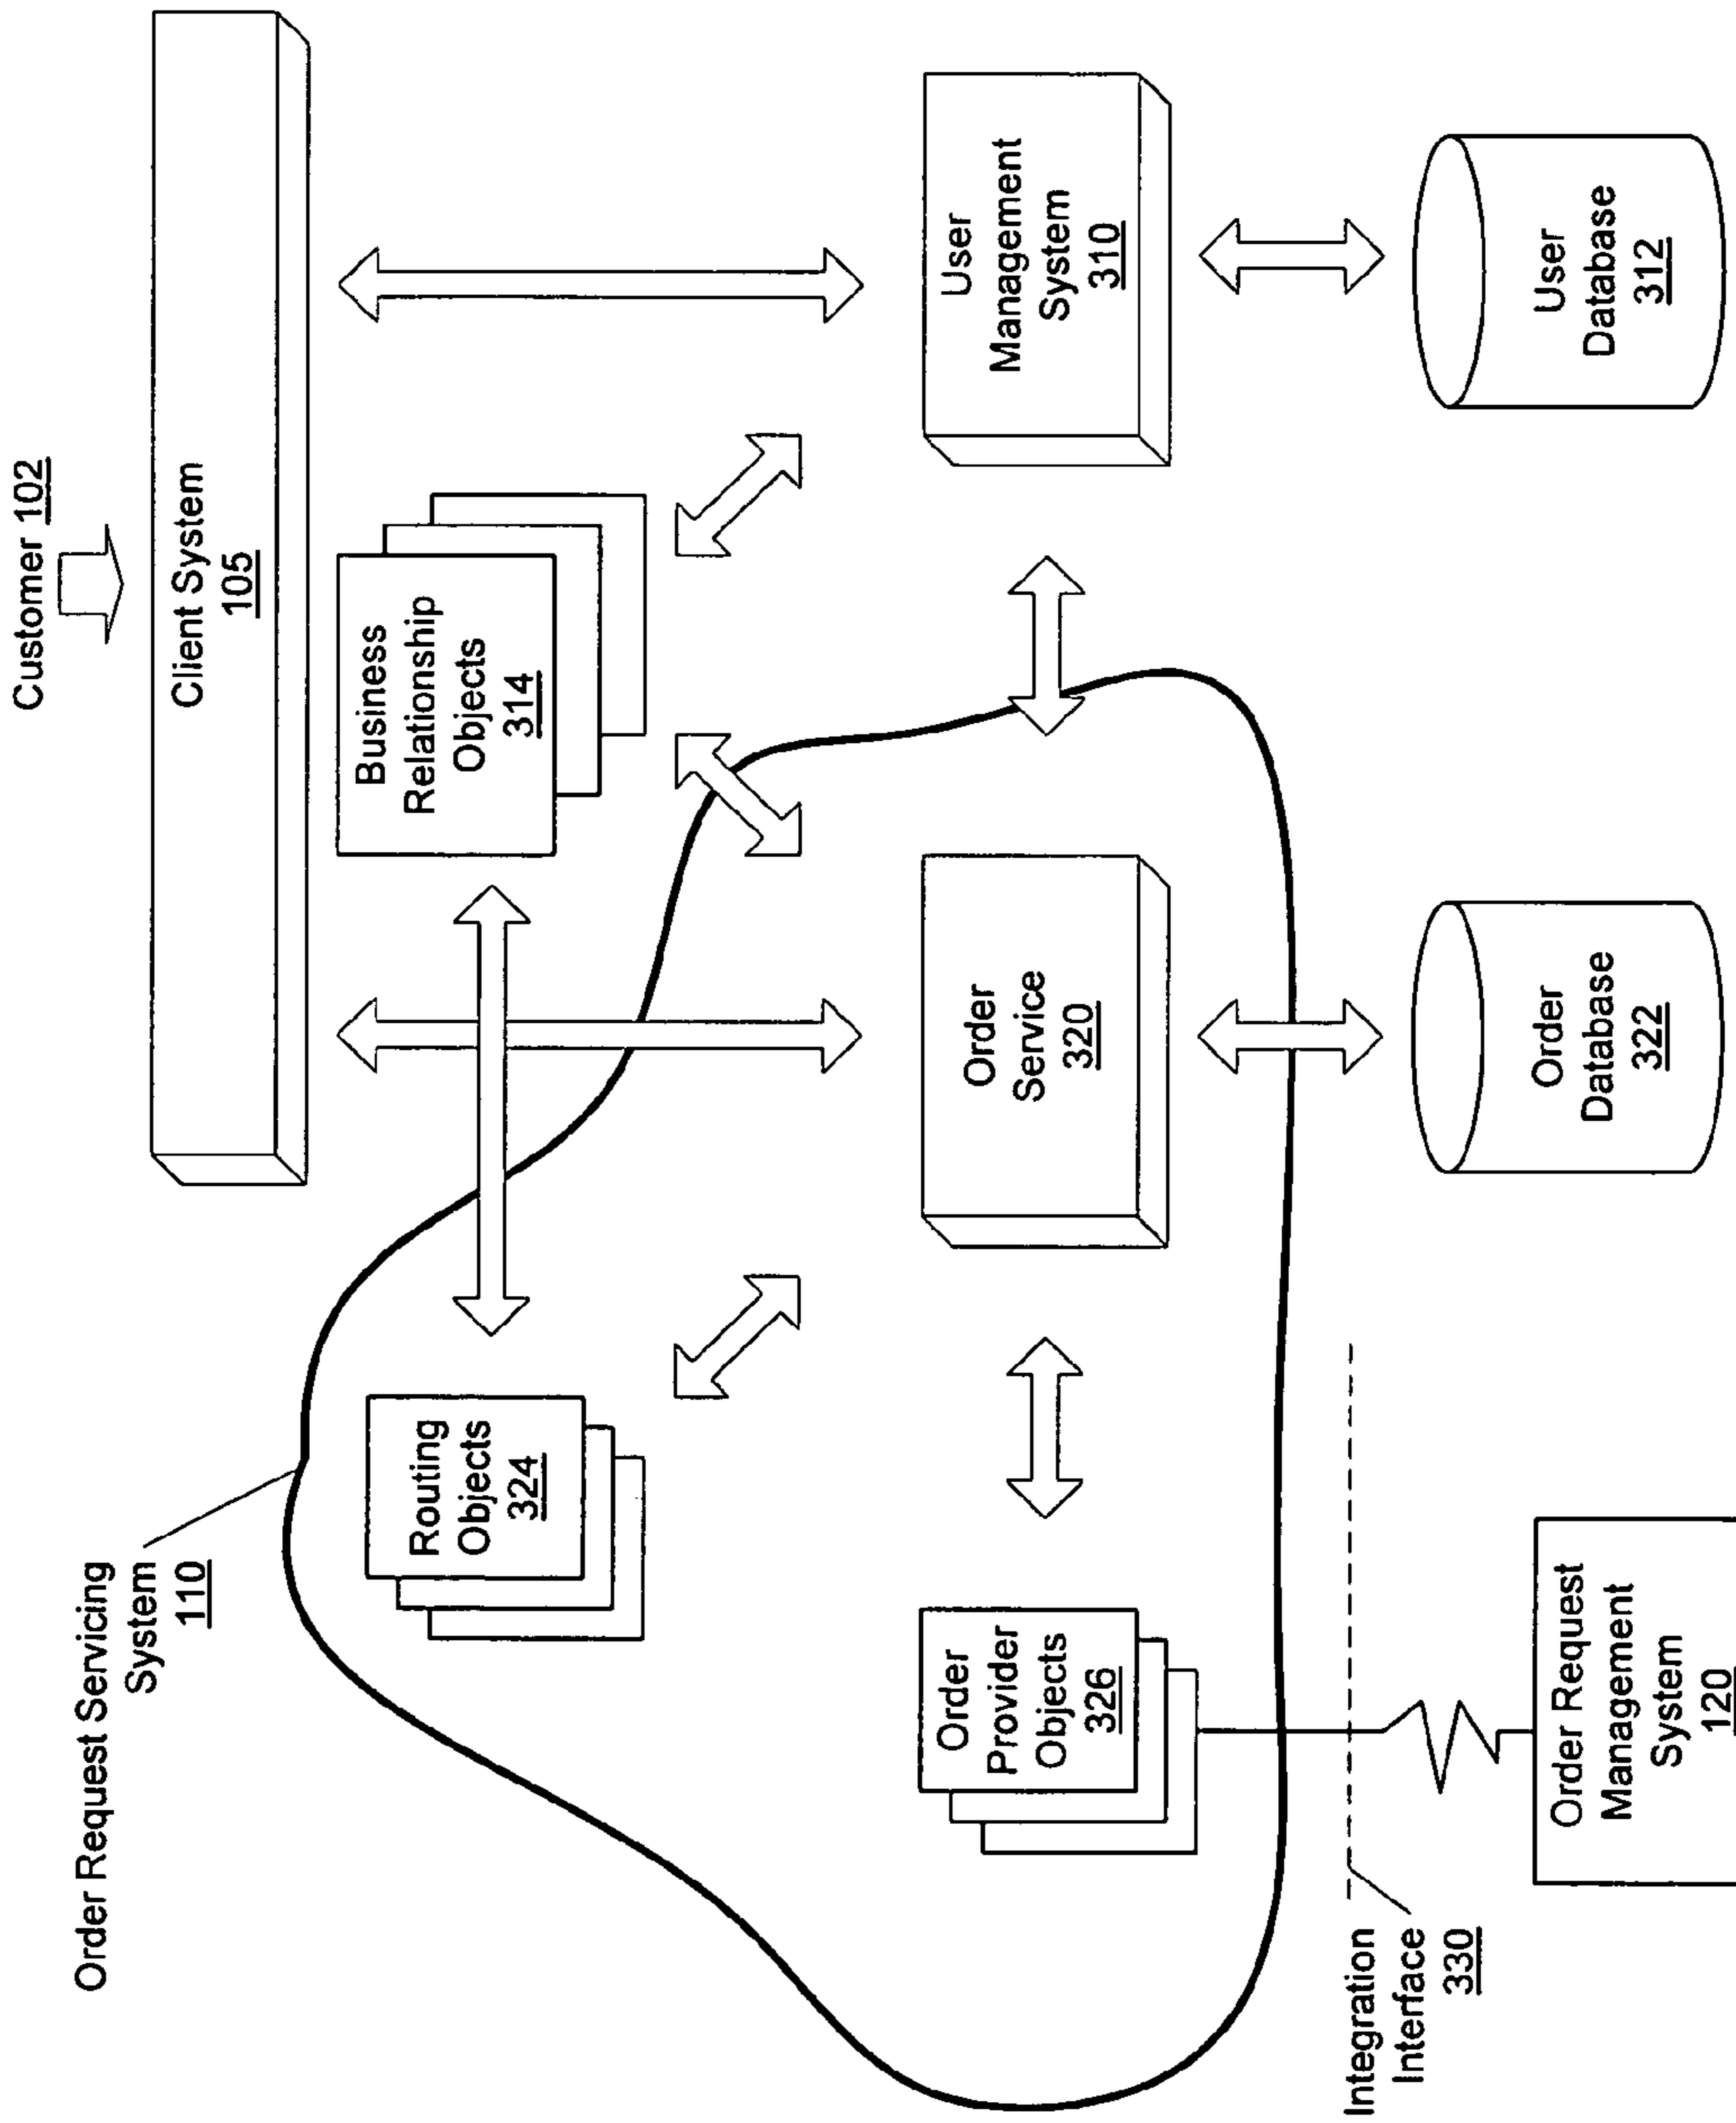 Customer 102
Client System
105
Order Request Servicing
System
110
Business
Relationship
Objects
314
Routing
Objects
324
User
Management
System
310
Order
Service
320
Order
Provider
Objects
326
User
Database
312
Order
Database
322
Integration
Interface
330
Order Request
Management
System
120